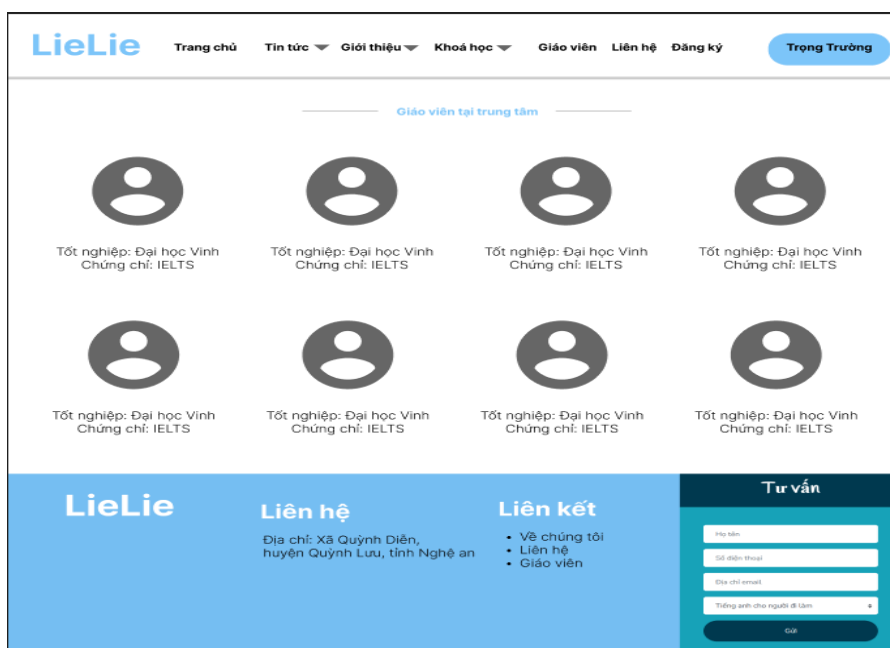 LieLie
Trang chủ Tin tức Giới thiệu Khoá học Giáo viên Liên hệ Đăng ký Trọng Trường
Giáo viên tại trung tâm
Tốt nghiệp: Đại học Vinh
Chứng chỉ: IELTS
Tốt nghiệp: Đại học Vinh
Chứng chỉ: IELTS
Tốt nghiệp: Đại học Vinh
Chứng chỉ: IELTS
Tốt nghiệp: Đại học Vinh
Chứng chỉ: IELTS
Tốt nghiệp: Đại học Vinh
Chứng chỉ: IELTS
Tốt nghiệp: Đại học Vinh
Chứng chỉ: IELTS
Tốt nghiệp: Đại học Vinh
Chứng chỉ: IELTS
Tốt nghiệp: Đại học Vinh
Chứng chỉ: IELTS
LieLie
Liên hệ
Địa chỉ: Xã Quỳnh Diễn,
huyện Quỳnh Lưu, tỉnh Nghệ an
Liên kết
• Về chúng tôi
• Liên hệ
• Giáo viên
Tư vấn
Họ tên
Số điện thoại
Địa chỉ email
Tiếng anh cho người đi làm
Gửi